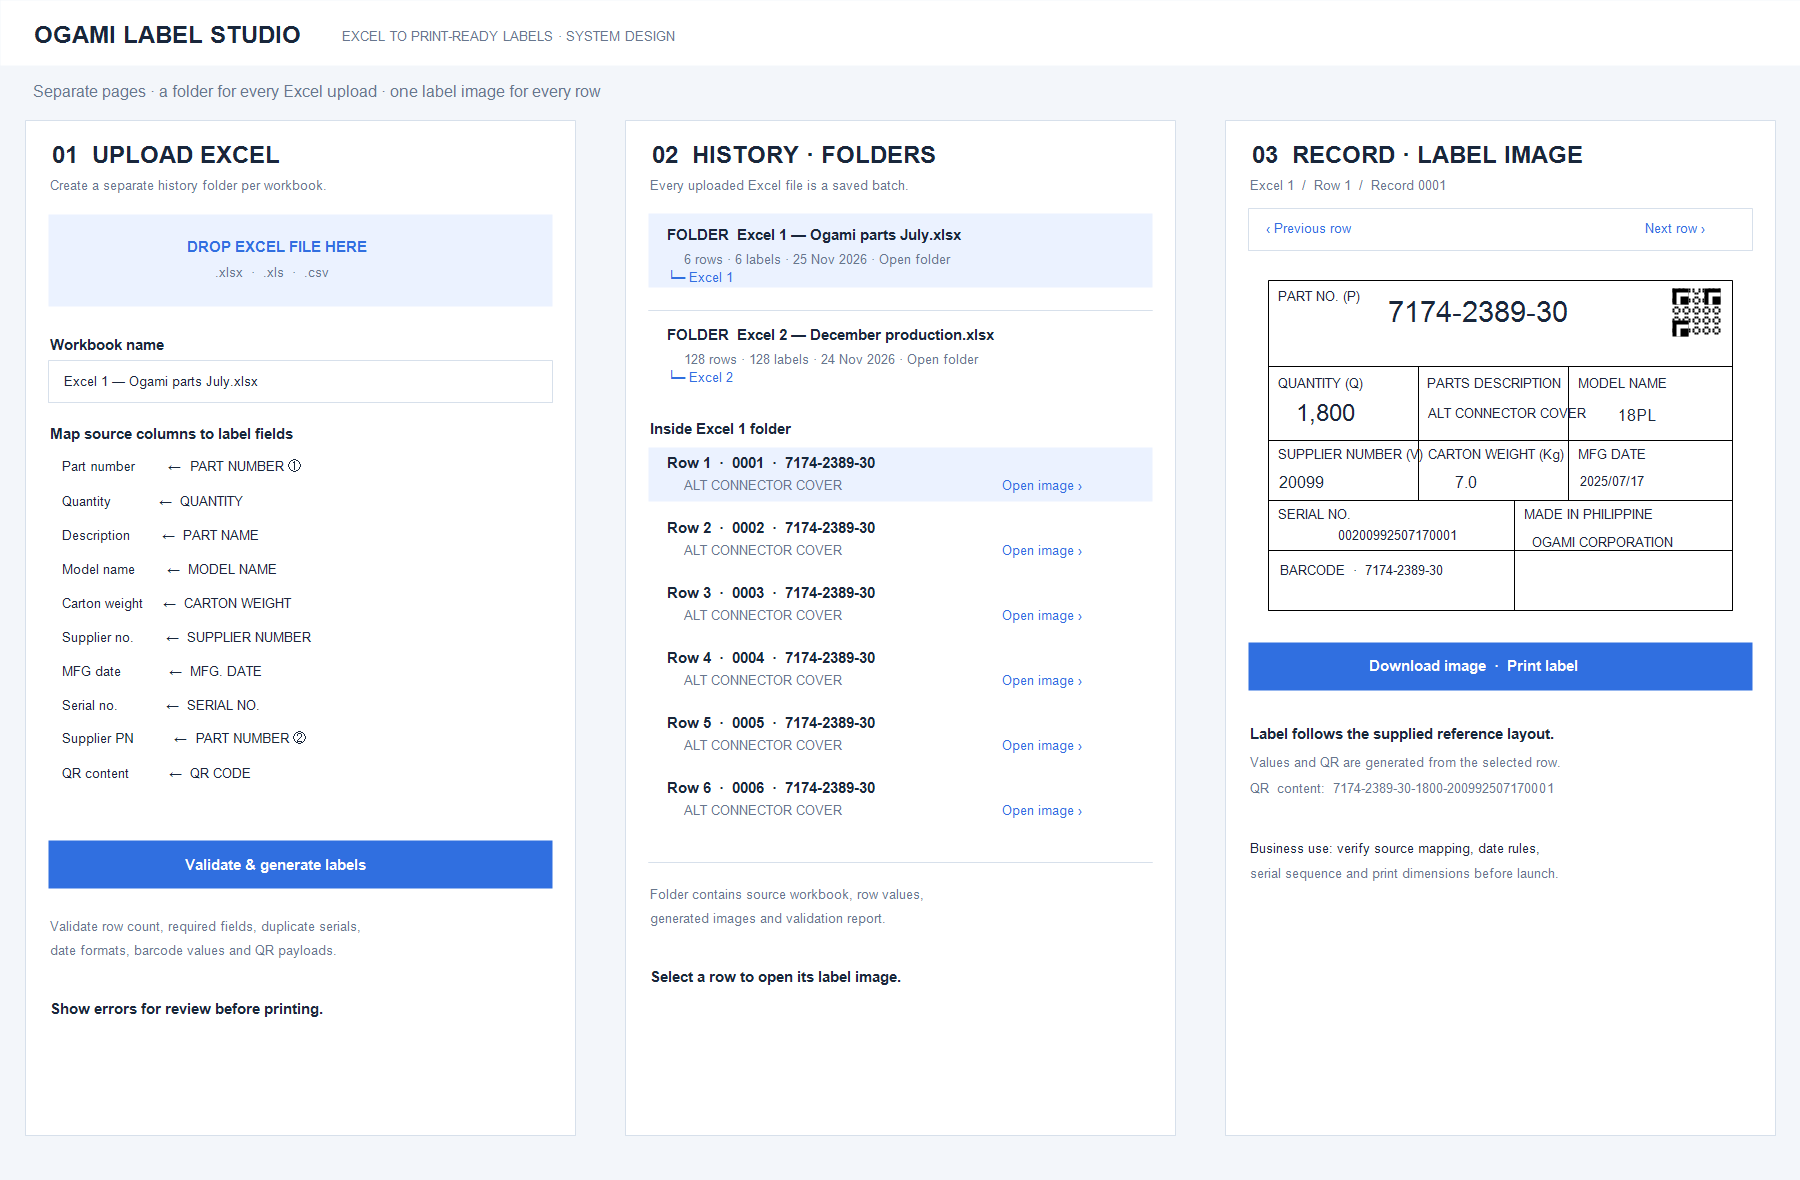 OGAMI LABEL STUDIO
EXCEL TO PRINT-READY LABELS · SYSTEM DESIGN
Separate pages · a folder for every Excel upload · one label image for every row
01 UPLOAD EXCEL
Create a separate history folder per workbook.
DROP EXCEL FILE HERE
.xlsx · .xls · .csv
Workbook name
Excel 1 — Ogami parts July.xlsx
Map source columns to label fields
Part number ← PART NUMBER ①
Quantity ← QUANTITY
Description ← PART NAME
Model name ← MODEL NAME
Carton weight ← CARTON WEIGHT
Supplier no. ← SUPPLIER NUMBER
MFG date ← MFG. DATE
Serial no. ← SERIAL NO.
Supplier PN ← PART NUMBER ②
QR content ← QR CODE
Validate & generate labels
Validate row count, required fields, duplicate serials,
date formats, barcode values and QR payloads.
Show errors for review before printing.
02 HISTORY · FOLDERS
Every uploaded Excel file is a saved batch.
FOLDER Excel 1 — Ogami parts July.xlsx
6 rows · 6 labels · 25 Nov 2026 · Open folder
└─ Excel 1
FOLDER Excel 2 — December production.xlsx
128 rows · 128 labels · 24 Nov 2026 · Open folder
└─ Excel 2
Inside Excel 1 folder
Row 1 · 0001 · 7174-2389-30
ALT CONNECTOR COVER Open image ›
Row 2 · 0002 · 7174-2389-30
ALT CONNECTOR COVER Open image ›
Row 3 · 0003 · 7174-2389-30
ALT CONNECTOR COVER Open image ›
Row 4 · 0004 · 7174-2389-30
ALT CONNECTOR COVER Open image ›
Row 5 · 0005 · 7174-2389-30
ALT CONNECTOR COVER Open image ›
Row 6 · 0006 · 7174-2389-30
ALT CONNECTOR COVER Open image ›
Folder contains source workbook, row values,
generated images and validation report.
Select a row to open its label image.
03 RECORD · LABEL IMAGE
Excel 1 / Row 1 / Record 0001
‹ Previous row Next row ›
PART NO. (P) 7174-2389-30
QUANTITY (Q) PARTS DESCRIPTION MODEL NAME
1,800 ALT CONNECTOR COVER 18PL
SUPPLIER NUMBER (V) CARTON WEIGHT (Kg) MFG DATE
20099 7.0 2025/07/17
SERIAL NO. MADE IN PHILIPPINE
00200992507170001 OGAMI CORPORATION
BARCODE · 7174-2389-30
Download image · Print label
Label follows the supplied reference layout.
Values and QR are generated from the selected row.
QR content: 7174-2389-30-1800-200992507170001
Business use: verify source mapping, date rules,
serial sequence and print dimensions before launch.